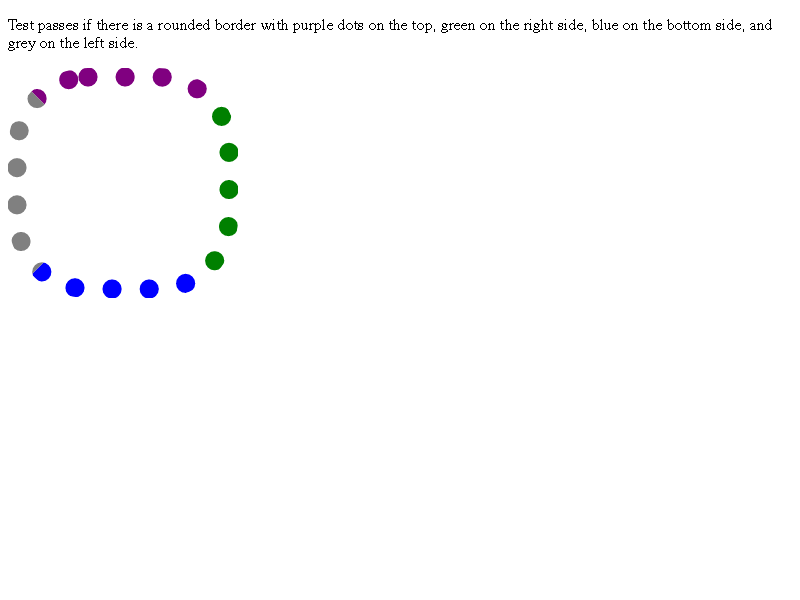 Test passes if there is a rounded border with purple dots on the top, green on the right side, blue on the bottom side, and
grey on the left side.